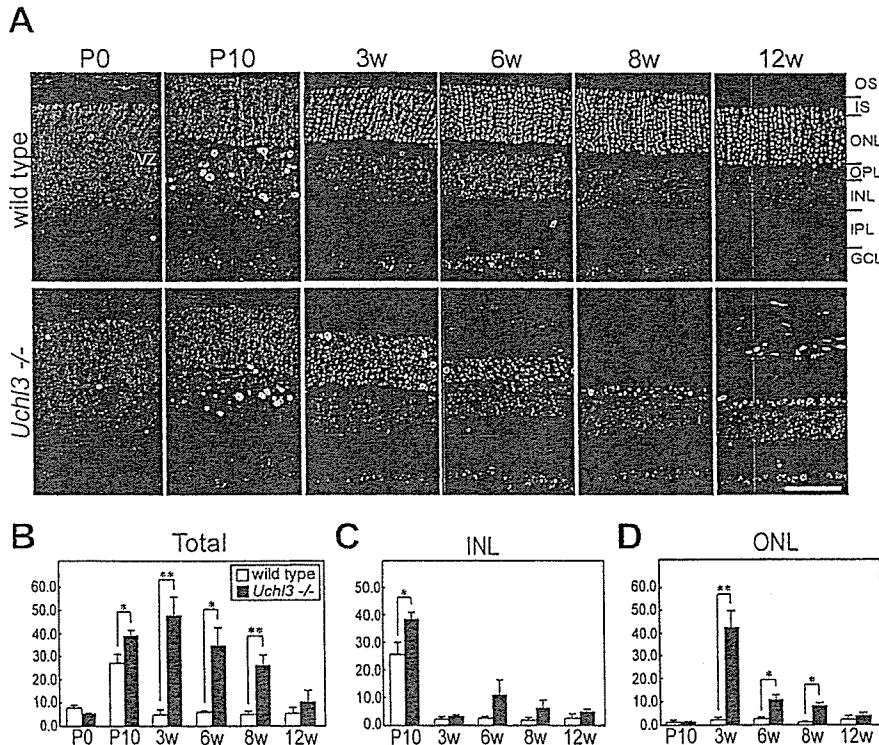 A
P0 P10 3w 6w 8w 12w
wild type
VZ
OS
IS
ONL
OPL
INL
IPL
GCL
Uchl3 -/-
B Total
60.0
50.0
40.0
30.0
20.0
10.0
0.0
* ** * **
wild type
Uchl3 -/-
P0 P10 3w 6w 8w 12w
C INL
50.0
40.0
30.0
20.0
10.0
0.0
*
P10 3w 6w 8w 12w
D ONL
60.0
50.0
40.0
30.0
20.0
10.0
0.0
** * *
P10 3w 6w 8w 12w